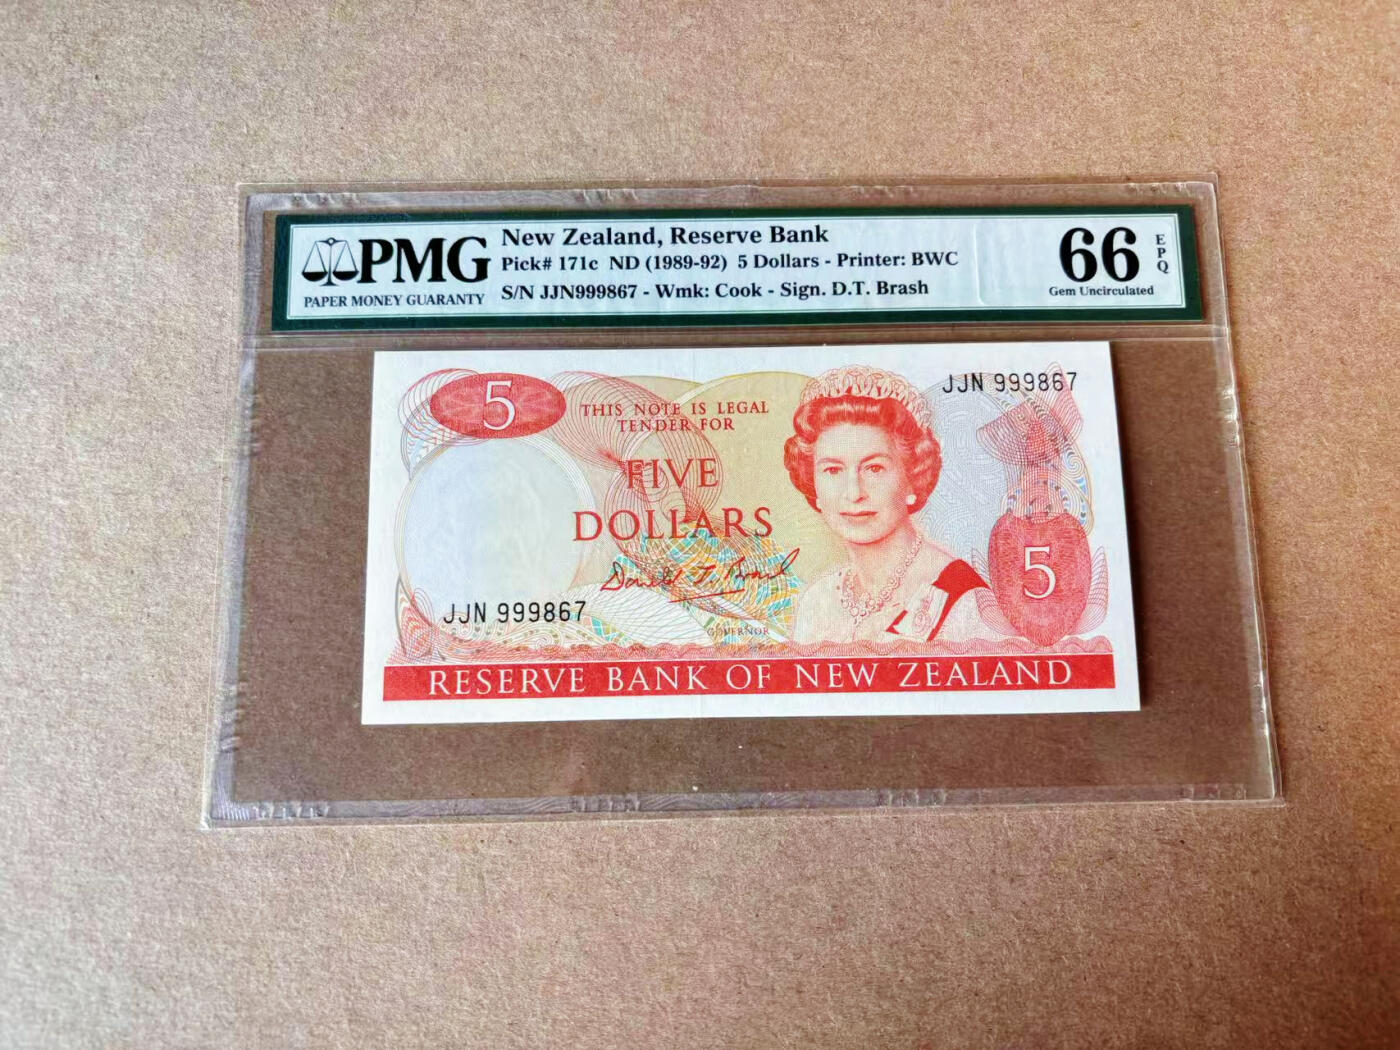 PMG
PAPER MONEY GUARANTY
New Zealand, Reserve Bank
Pick# 171c ND (1989-92) 5 Dollars - Printer: BWC
S/N JJN999867 - Wmk: Cook - Sign. D.T. Brash
66
EPQ
Gem Uncirculated
5
THIS NOTE IS LEGAL
TENDER FOR
JJN 999867
FIVE
DOLLARS
5
Donald T. Brash
JJN 999867
GOVERNOR
RESERVE BANK OF NEW ZEALAND